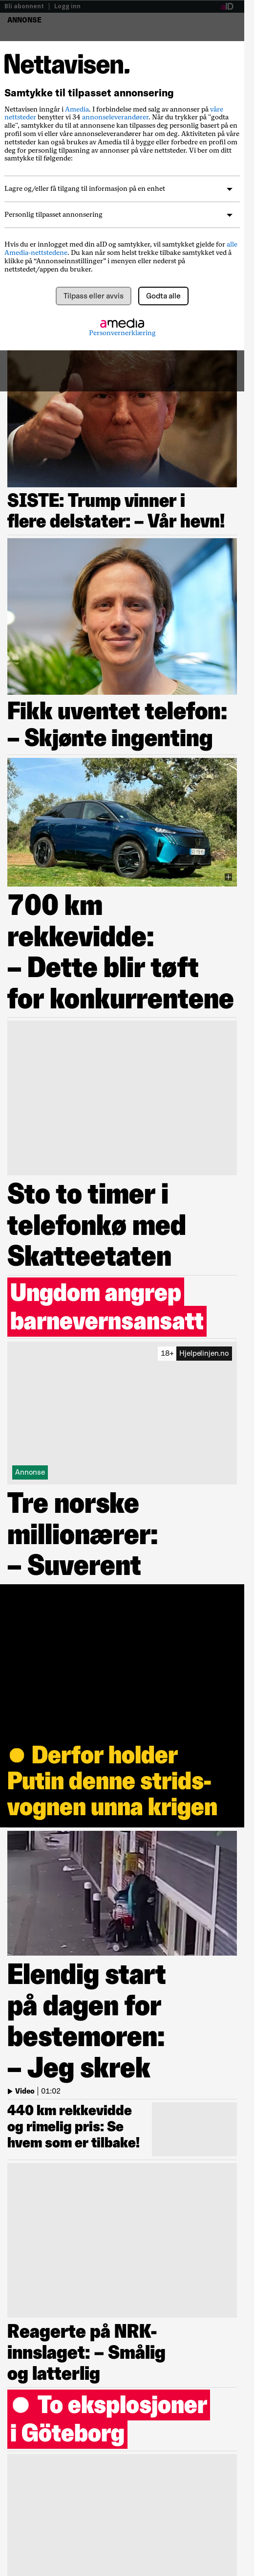 Bli abonnent | Logg inn
aID
ANNONSE
Nettavisen.
Samtykke til tilpasset annonsering
Nettavisen inngår i Amedia. I forbindelse med salg av annonser på våre
nettsteder benytter vi 34 annonseleverandører. Når du trykker på "godta
alle", samtykker du til at annonsene kan tilpasses deg personlig basert på en
profil som vi eller våre annonseleverandører har om deg. Aktiviteten på våre
nettsteder kan også brukes av Amedia til å bygge eller forbedre en profil om
deg for personlig tilpasning av annonser på våre nettsteder. Vi ber om ditt
samtykke til følgende:
Lagre og/eller få tilgang til informasjon på en enhet
Personlig tilpasset annonsering
Hvis du er innlogget med din aID og samtykker, vil samtykket gjelde for alle
Amedia-nettstedene. Du kan når som helst trekke tilbake samtykket ved å
klikke på "Annonseinnstillinger" i menyen eller nederst på
nettstedet/appen du bruker.
Tilpass eller avvis
Godta alle
amedia
Personvernerklæring
SISTE: Trump vinner i
flere delstater: – Vår hevn!
Fikk uventet telefon:
– Skjønte ingenting
700 km
rekkevidde:
– Dette blir tøft
for konkurrentene
Sto to timer i
telefonkø med
Skatteetaten
Ungdom angrep
barnevernsansatt
18+ Hjelpelinjen.no
Annonse
Tre norske
millionærer:
– Suverent
Derfor holder
Putin denne strids-
vognen unna krigen
Elendig start
på dagen for
bestemoren:
– Jeg skrek
Video | 01:02
440 km rekkevidde
og rimelig pris: Se
hvem som er tilbake!
Reagerte på NRK-
innslaget: – Smålig
og latterlig
To eksplosjoner
i Göteborg